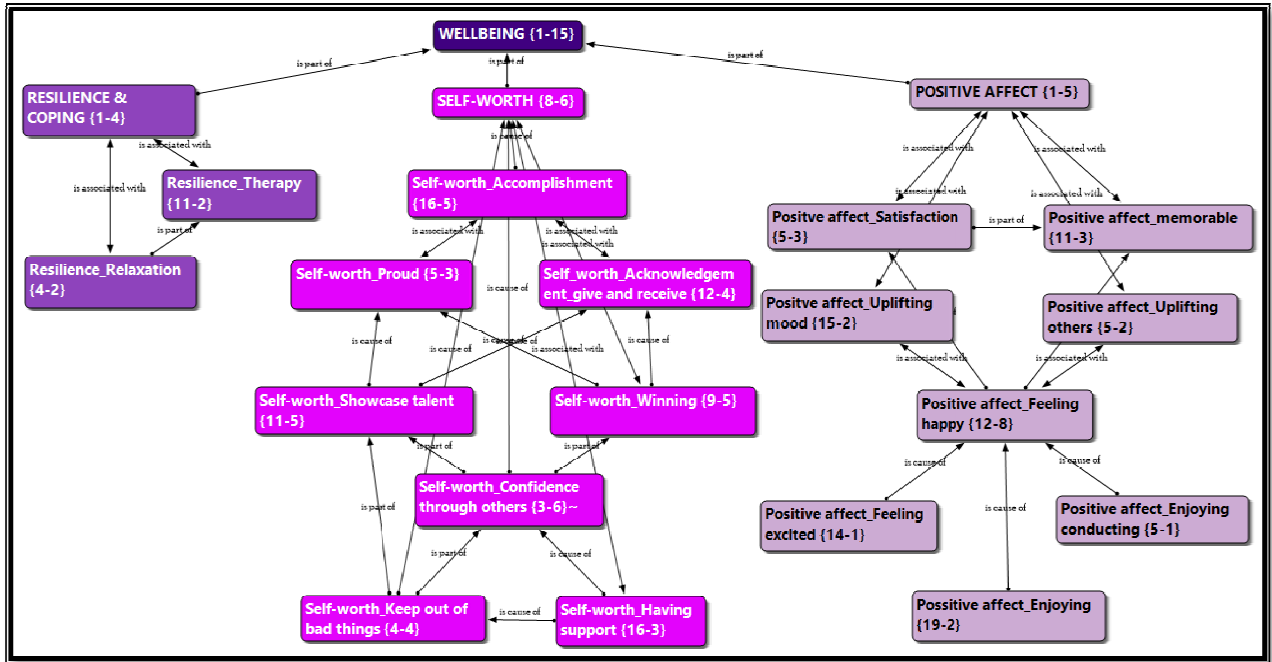 WELLBEING {1-15}
is part of
is part of
is part of
RESILIENCE &
COPING {1-4}
SELF-WORTH {8-6}
POSITIVE AFFECT {1-5}
is associated with
is cause of
is associated with
is associated with
is associated with
Resilience_Therapy
{11-2}
Self-worth_Accomplishment
{16-5}
is associated with
is associated with
Positve affect_Satisfaction
{5-3}
is part of
Positive affect_memorable
{11-3}
is part of
is associated with
is associated with
is associated with
Resilience_Relaxation
{4-2}
Self-worth_Proud {5-3}
Self_worth_Acknowledgem
ent_give and receive {12-4}
is cause of
Positve affect_Uplifting
mood {15-2}
Positive affect_Uplifting
others {5-2}
is cause of
is cause of
is cause of
is associated with
is cause of
is associated with
is associated with
Self-worth_Showcase talent
{11-5}
Self-worth_Winning {9-5}
Positive affect_Feeling
happy {12-8}
is part of
is part of
is cause of
is cause of
Self-worth_Confidence
through others {3-6}~
is part of
is cause of
Positive affect_Feeling
excited {14-1}
Positive affect_Enjoying
conducting {5-1}
is part of
is cause of
Self-worth_Keep out of
bad things {4-4}
is cause of
Self-worth_Having
support {16-3}
Possitive affect_Enjoying
{19-2}